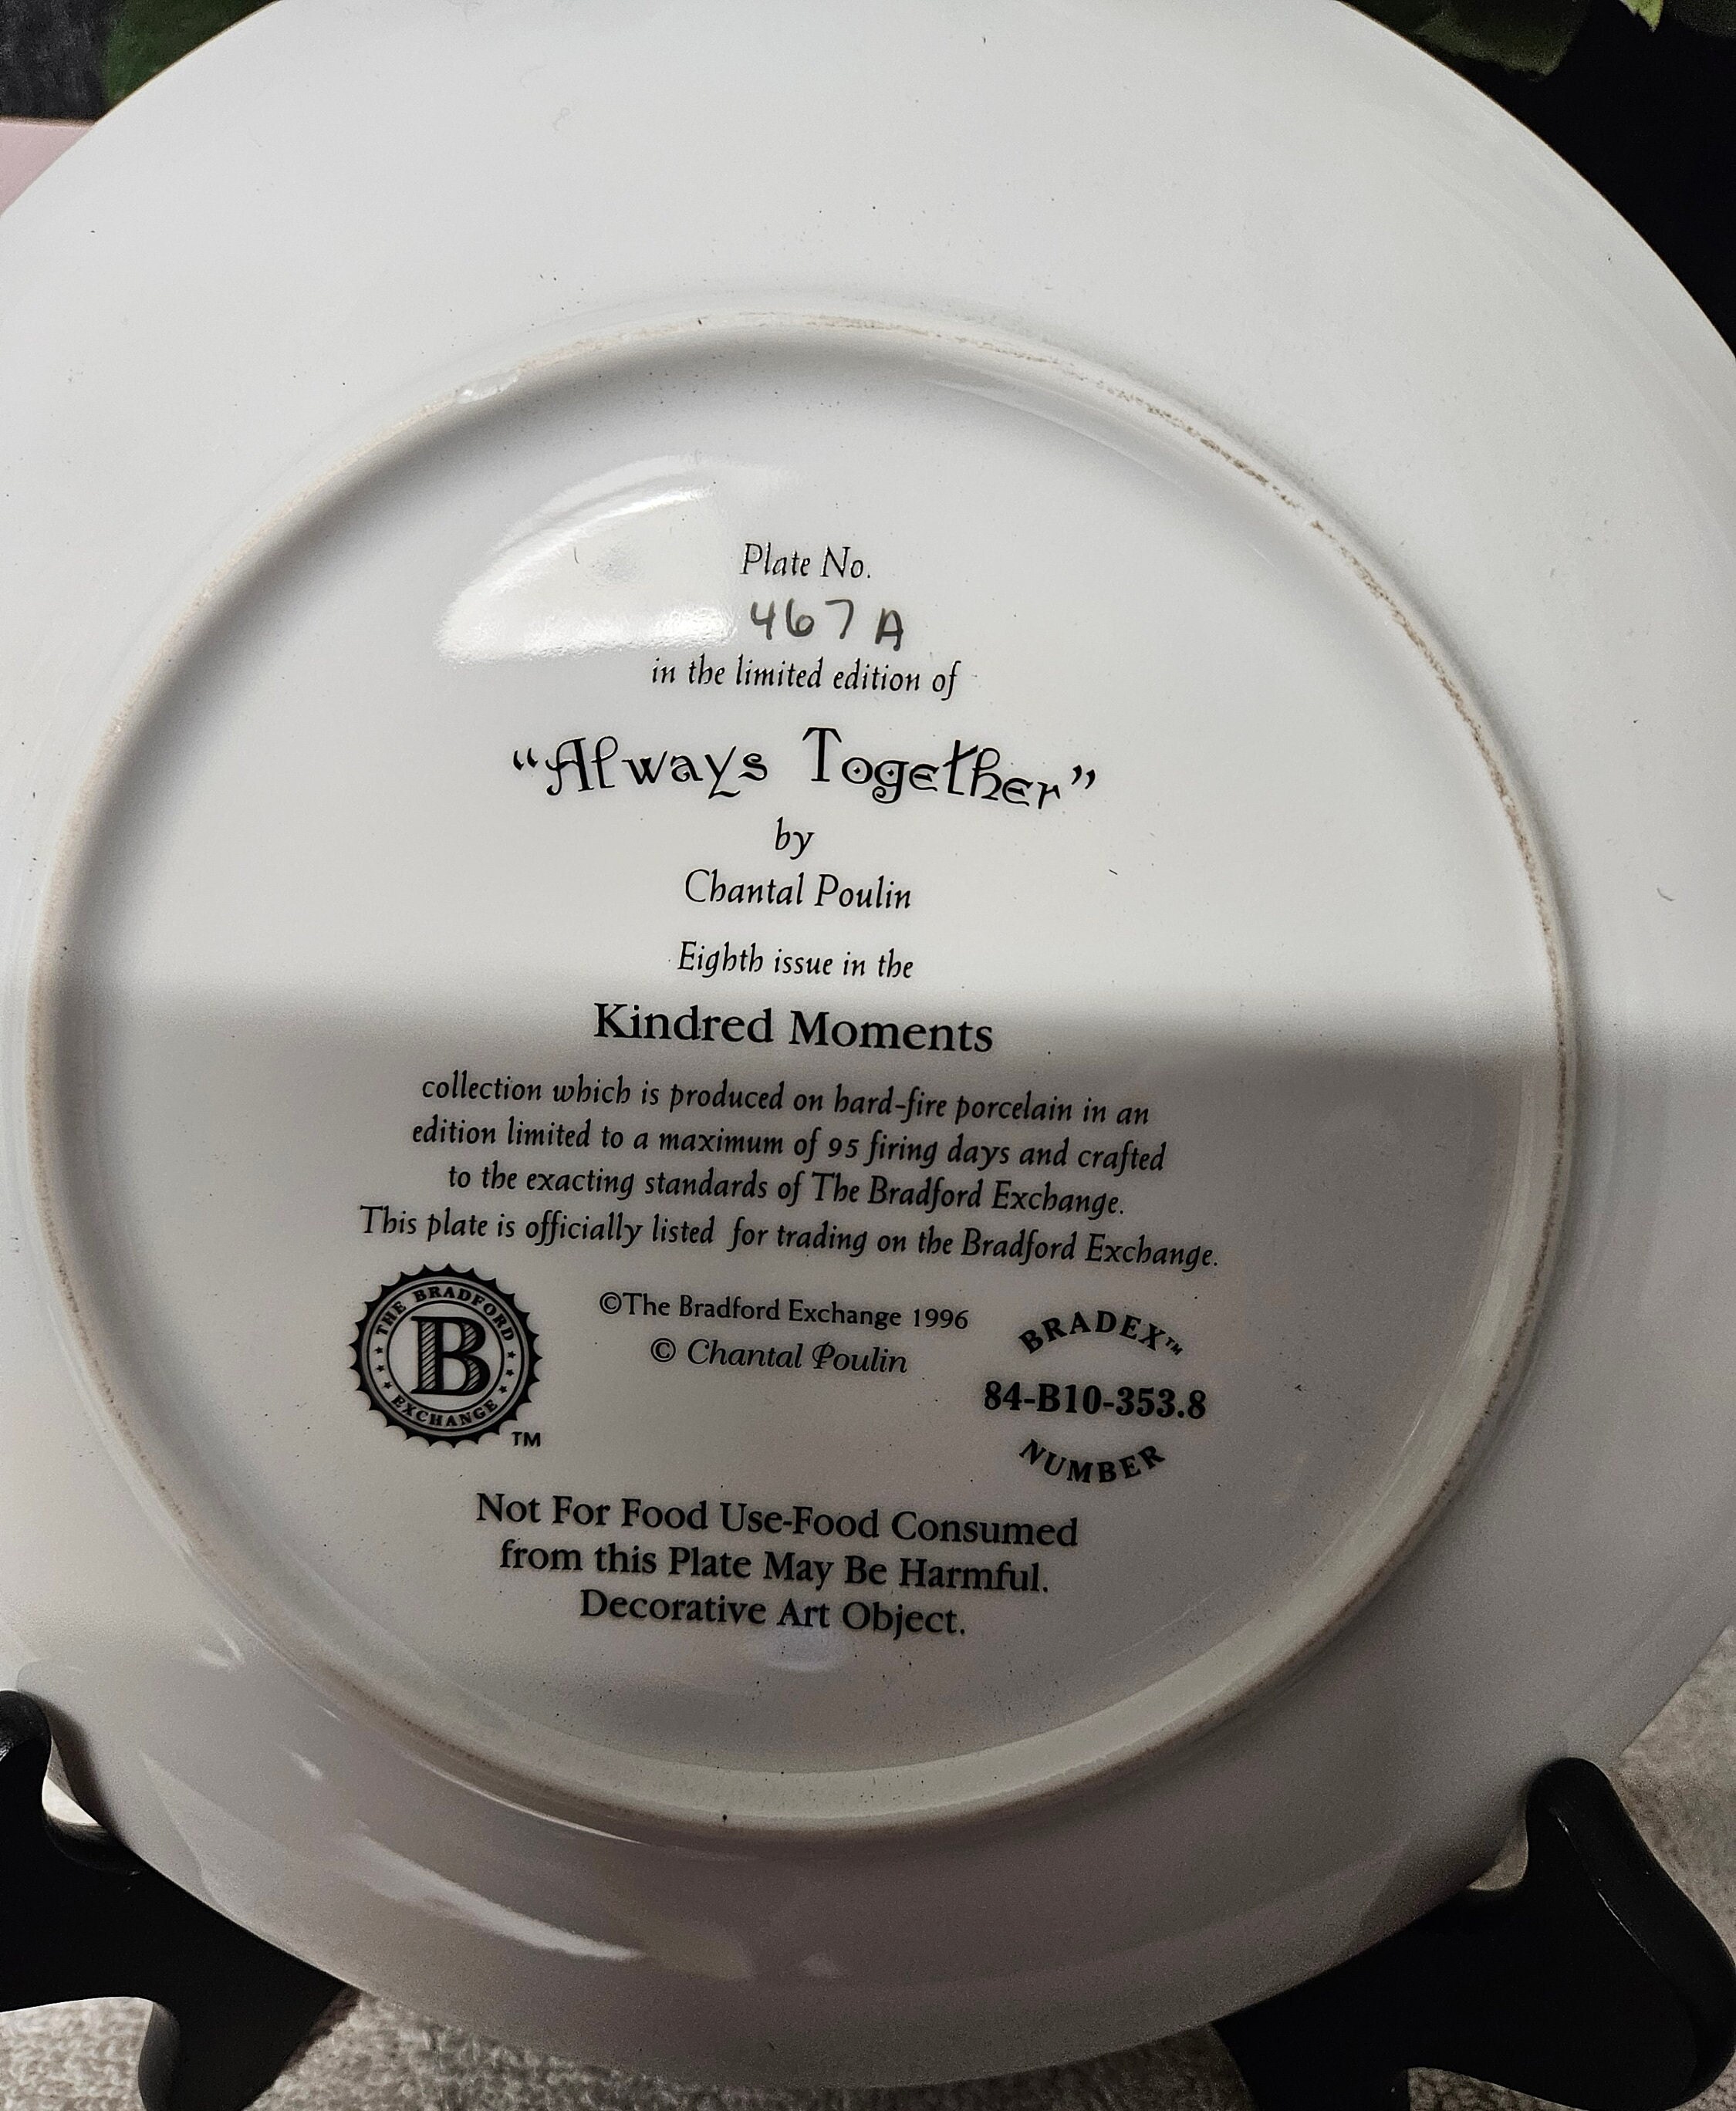 Plate No.
467 A
in the limited edition of
“Always Together”
by
Chantal Poulin
Eighth issue in the
Kindred Moments
collection which is produced on hard-fire porcelain in an
edition limited to a maximum of 95 firing days and crafted
to the exacting standards of The Bradford Exchange.
This plate is officially listed for trading on the Bradford Exchange.
THE BRADFORD
B
EXCHANGE
TM
©The Bradford Exchange 1996
© Chantal Poulin
BRADEX™
84-B10-353.8
NUMBER
Not For Food Use-Food Consumed
from this Plate May Be Harmful.
Decorative Art Object.